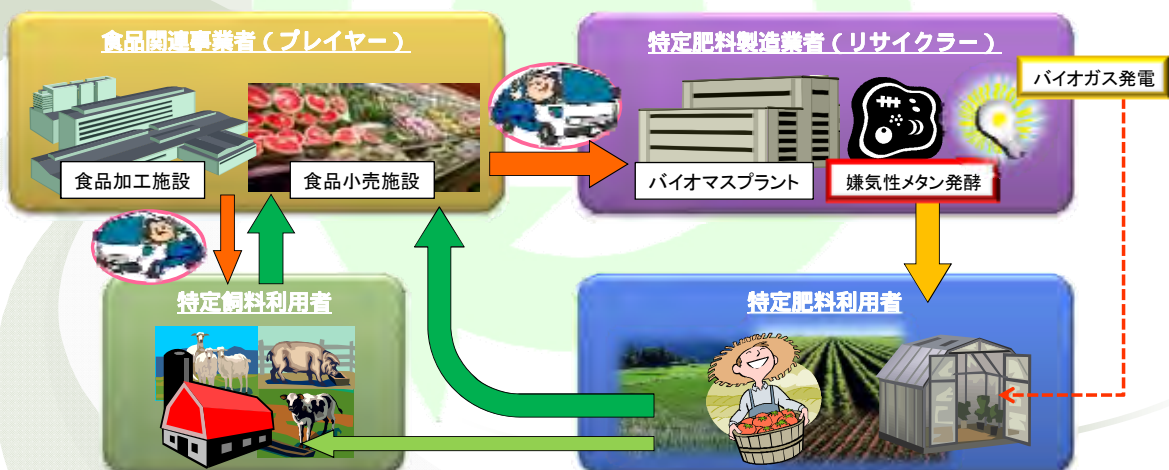 食品関連事業者（プレイヤー）
特定肥料製造業者（リサイクラー）
バイオガス発電
食品加工施設
食品小売施設
バイオマスプラント
嫌気性メタン発酵
特定飼料利用者
特定肥料利用者